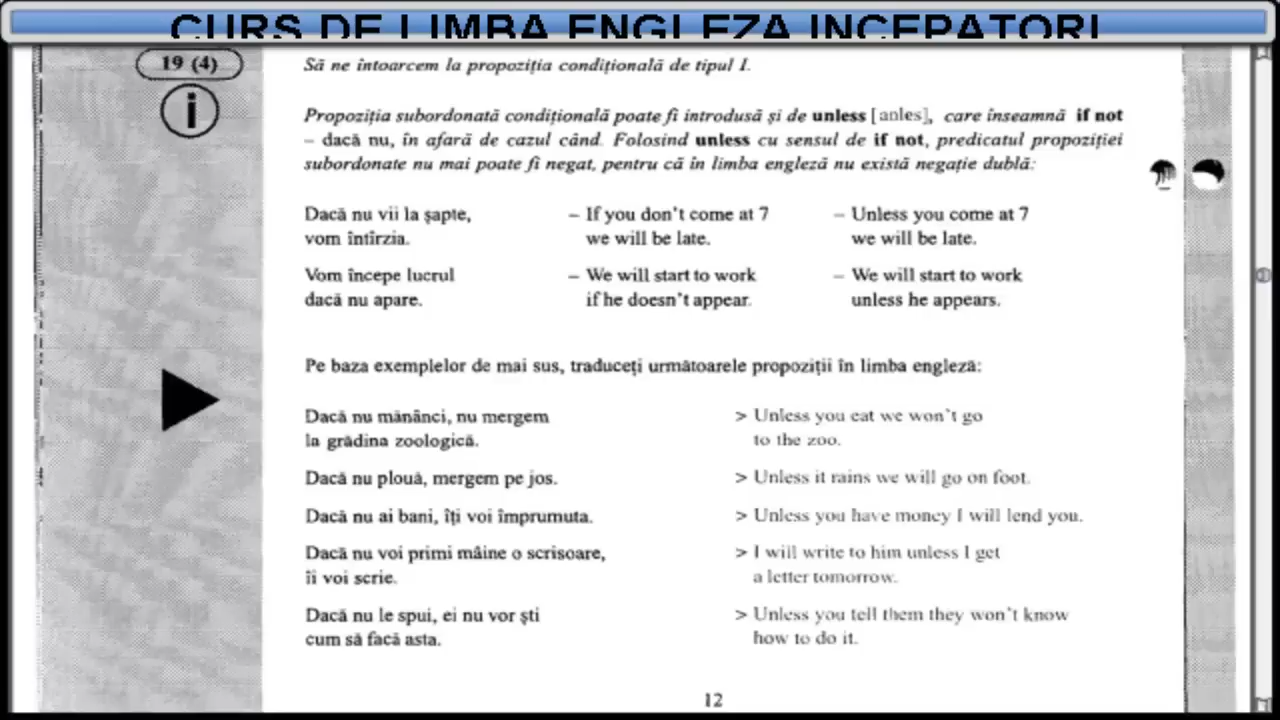 CURS DE LIMBA ENGLEZA INCEPATORI
19 (4)
i
Să ne întoarcem la propoziția condițională de tipul I.
Propoziția subordonată condițională poate fi introdusă și de unless [anles], care înseamnă if not
– dacă nu, în afară de cazul când. Folosind unless cu sensul de if not, predicatul propoziției
subordonate nu mai poate fi negat, pentru că în limba engleză nu există negație dublă:
Dacă nu vii la șapte, – If you don't come at 7 – Unless you come at 7
vom întîrzia. we will be late. we will be late.
Vom începe lucrul – We will start to work – We will start to work
dacă nu apare. if he doesn't appear. unless he appears.
Pe baza exemplelor de mai sus, traduceți următoarele propoziții în limba engleză:
Dacă nu mănânci, nu mergem > Unless you eat we won't go
la grădina zoologică. to the zoo.
Dacă nu plouă, mergem pe jos. > Unless it rains we will go on foot.
Dacă nu ai bani, îți voi împrumuta. > Unless you have money I will lend you.
Dacă nu voi primi mâine o scrisoare, > I will write to him unless I get
îi voi scrie. a letter tomorrow.
Dacă nu le spui, ei nu vor ști > Unless you tell them they won't know
cum să facă asta. how to do it.
12